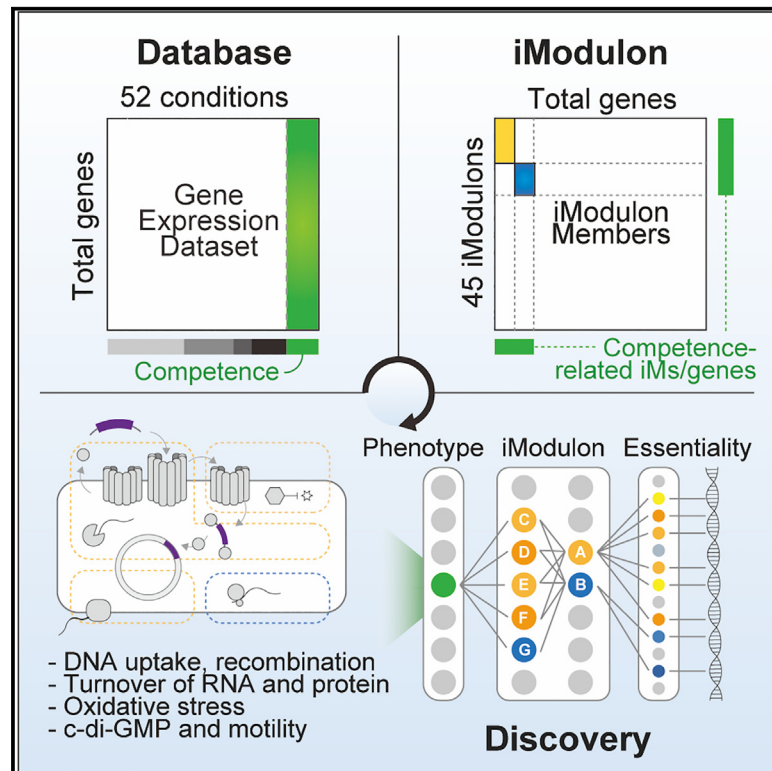 Database
52 conditions
Total genes
Gene
Expression
Dataset
Competence
iModulon
Total genes
45 iModulons
iModulon
Members
Competence-
related iMs/genes
- DNA uptake, recombination
- Turnover of RNA and protein
- Oxidative stress
- c-di-GMP and motility
Phenotype iModulon Essentiality
C
D
E
F
G
A
B
Discovery